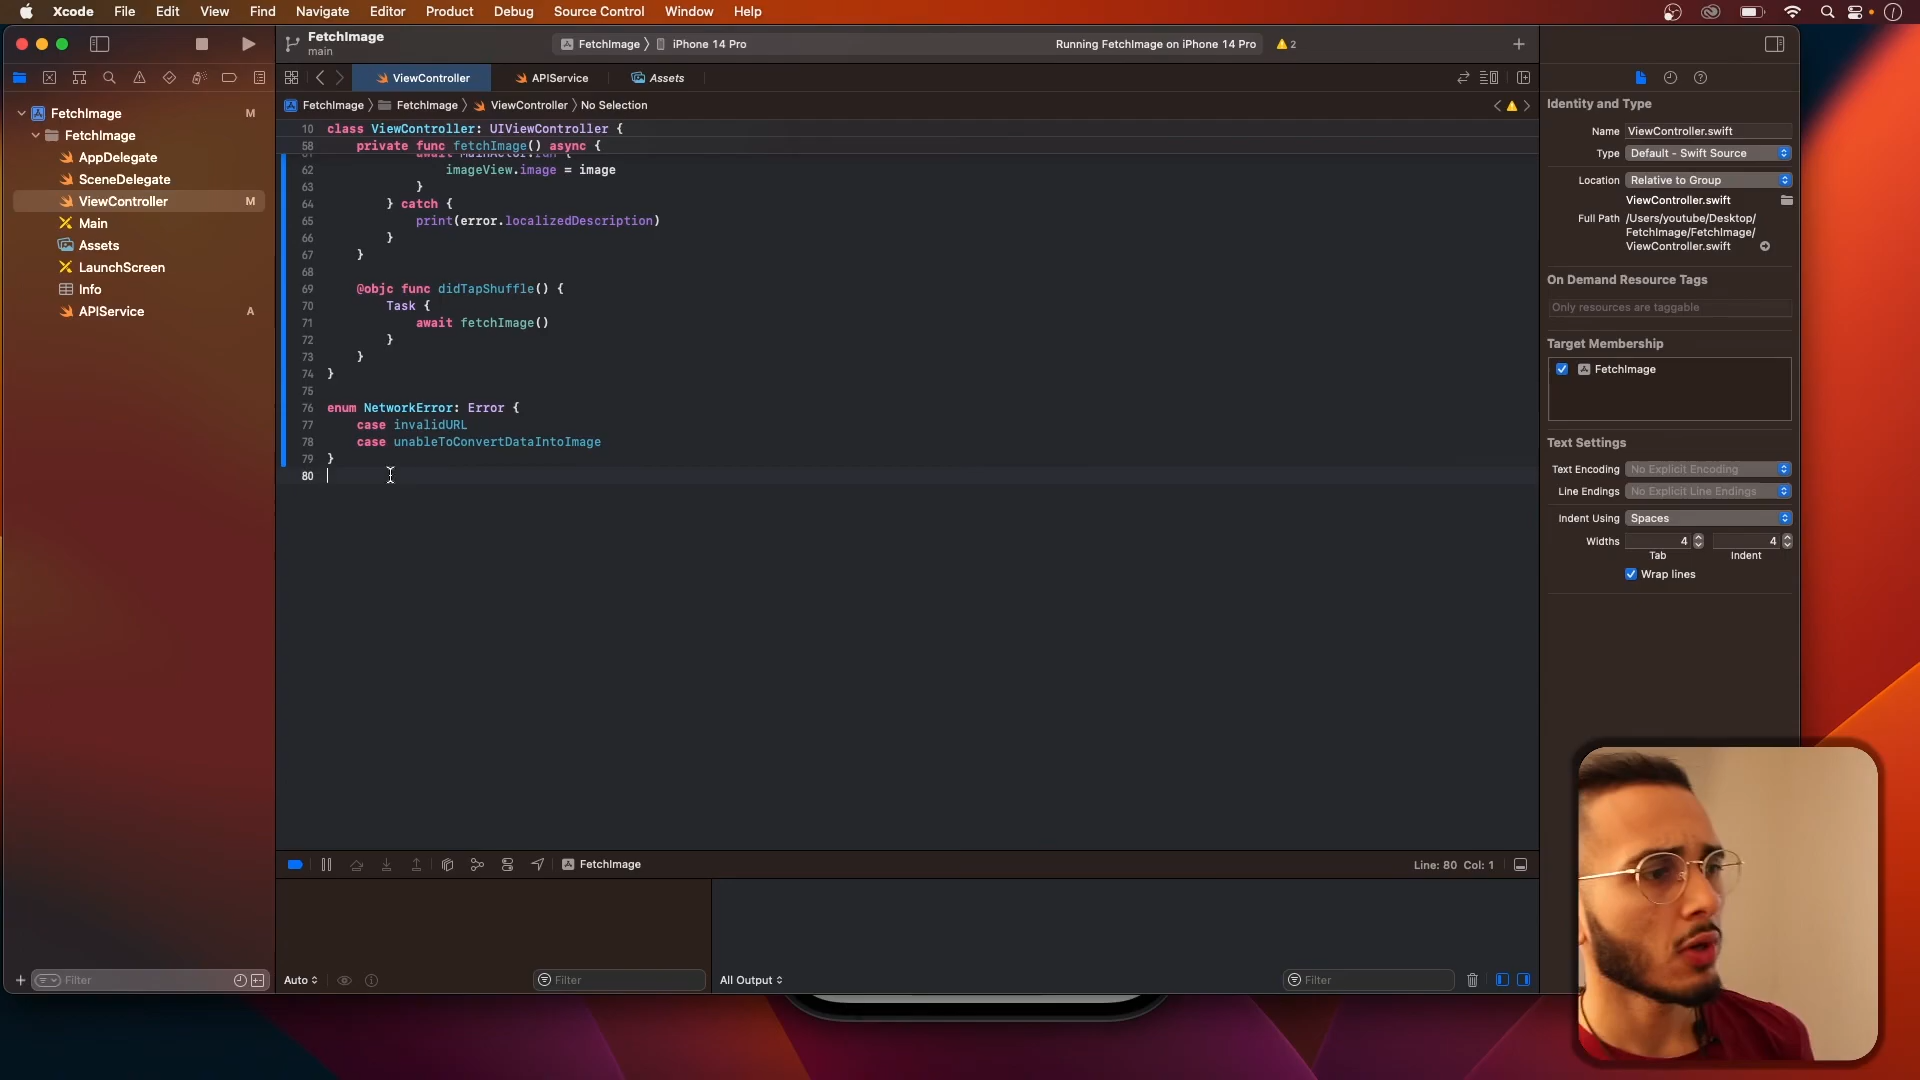 Xcode File Edit View Find Navigate Editor Product Debug Source Control Window Help
FetchImage
main
FetchImage iPhone 14 Pro
Running FetchImage on iPhone 14 Pro
2
ViewController
APIService
Assets
FetchImage FetchImage ViewController No Selection
FetchImage M
FetchImage
AppDelegate
SceneDelegate
ViewController M
Main
Assets
LaunchScreen
Info
APIService A
10 class ViewController: UIViewController {
58 private func fetchImage() async {
await MainActor.run {
62 imageView.image = image
63 }
64 } catch {
65 print(error.localizedDescription)
66 }
67 }
68
69 @objc func didTapShuffle() {
70 Task {
71 await fetchImage()
72 }
73 }
74 }
75
76 enum NetworkError: Error {
77 case invalidURL
78 case unableToConvertDataIntoImage
79 }
80
Identity and Type
Name ViewController.swift
Type Default - Swift Source
Location Relative to Group
ViewController.swift
Full Path /Users/youtube/Desktop/
FetchImage/FetchImage/
ViewController.swift
On Demand Resource Tags
Only resources are taggable
Target Membership
FetchImage
Text Settings
Text Encoding No Explicit Encoding
Line Endings No Explicit Line Endings
Indent Using Spaces
Widths 4 4
Tab Indent
Wrap lines
FetchImage
Line: 80 Col: 1
Filter
Auto
Filter
All Output
Filter